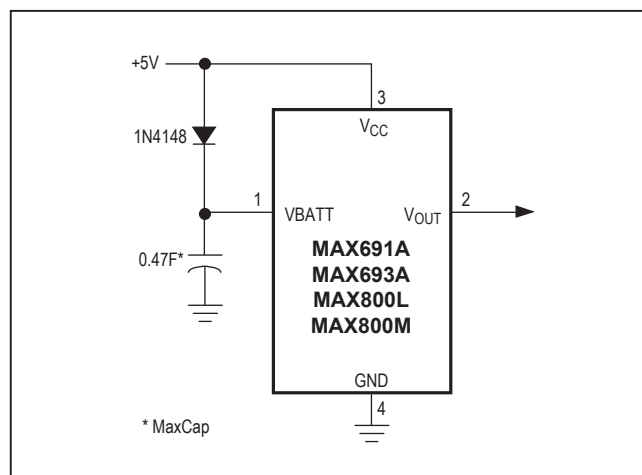 +5V
3
VCC
1N4148
1
VBATT
VOUT
2
0.47F*
MAX691A
MAX693A
MAX800L
MAX800M
GND
4
* MaxCap